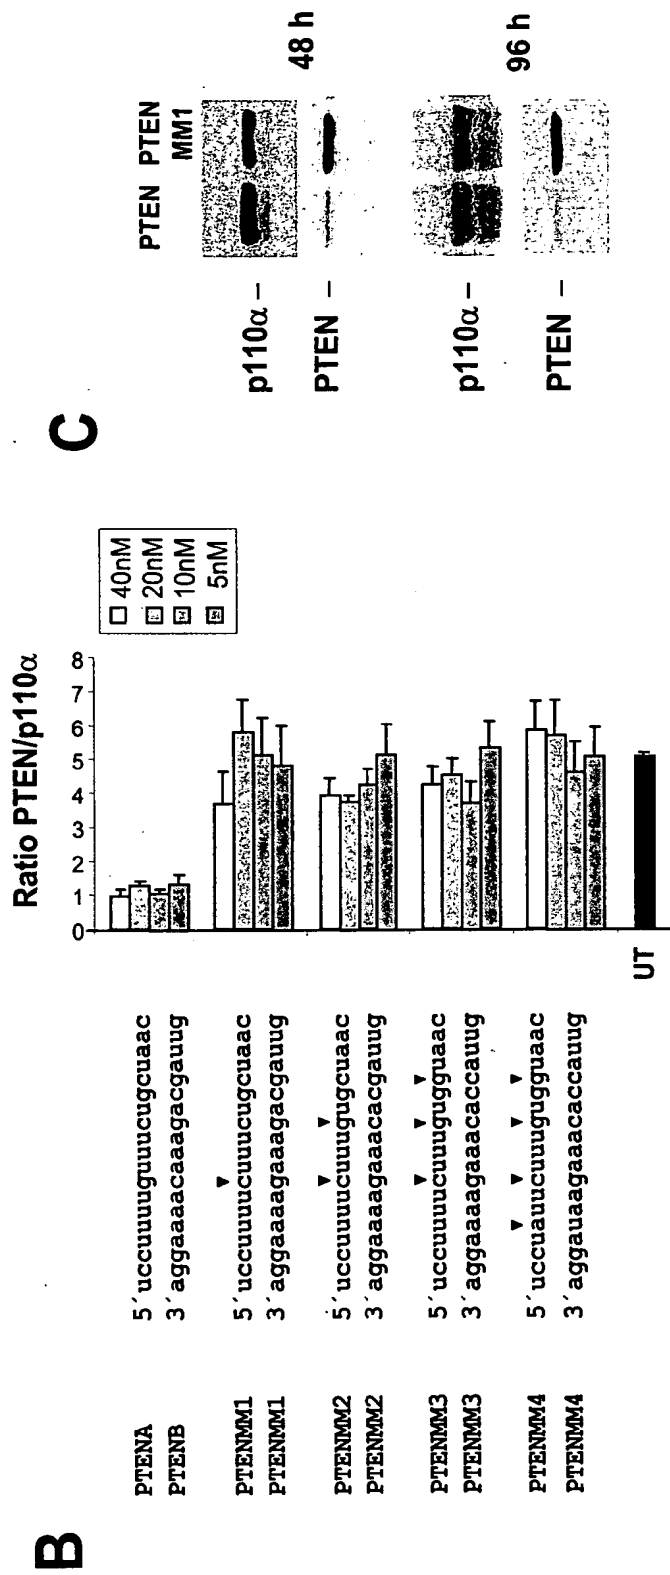 B
Ratio PTEN/p110α
0 1 2 3 4 5 6 7 8
40nM
20nM
10nM
5nM
PTENA 5´uccuuuuguuucugcuaac
PTENB 3´aggaaaacaaagacgauug
PTENMM1 5´uccuuuucuuucugcuaac
PTENMM1 3´aggaaaagaaagacgauug
PTENMM2 5´uccuuuucuuugugcuaac
PTENMM2 3´aggaaaagaaacacgauug
PTENMM3 5´uccuuuucuuugugguaac
PTENMM3 3´aggaaaagaaacaccauug
PTENMM4 5´uccuauucuuugugguaac
PTENMM4 3´aggauaagaaacaccauug
UT
C
PTEN PTEN
MM1
p110α –
PTEN –
48 h
p110α –
PTEN –
96 h